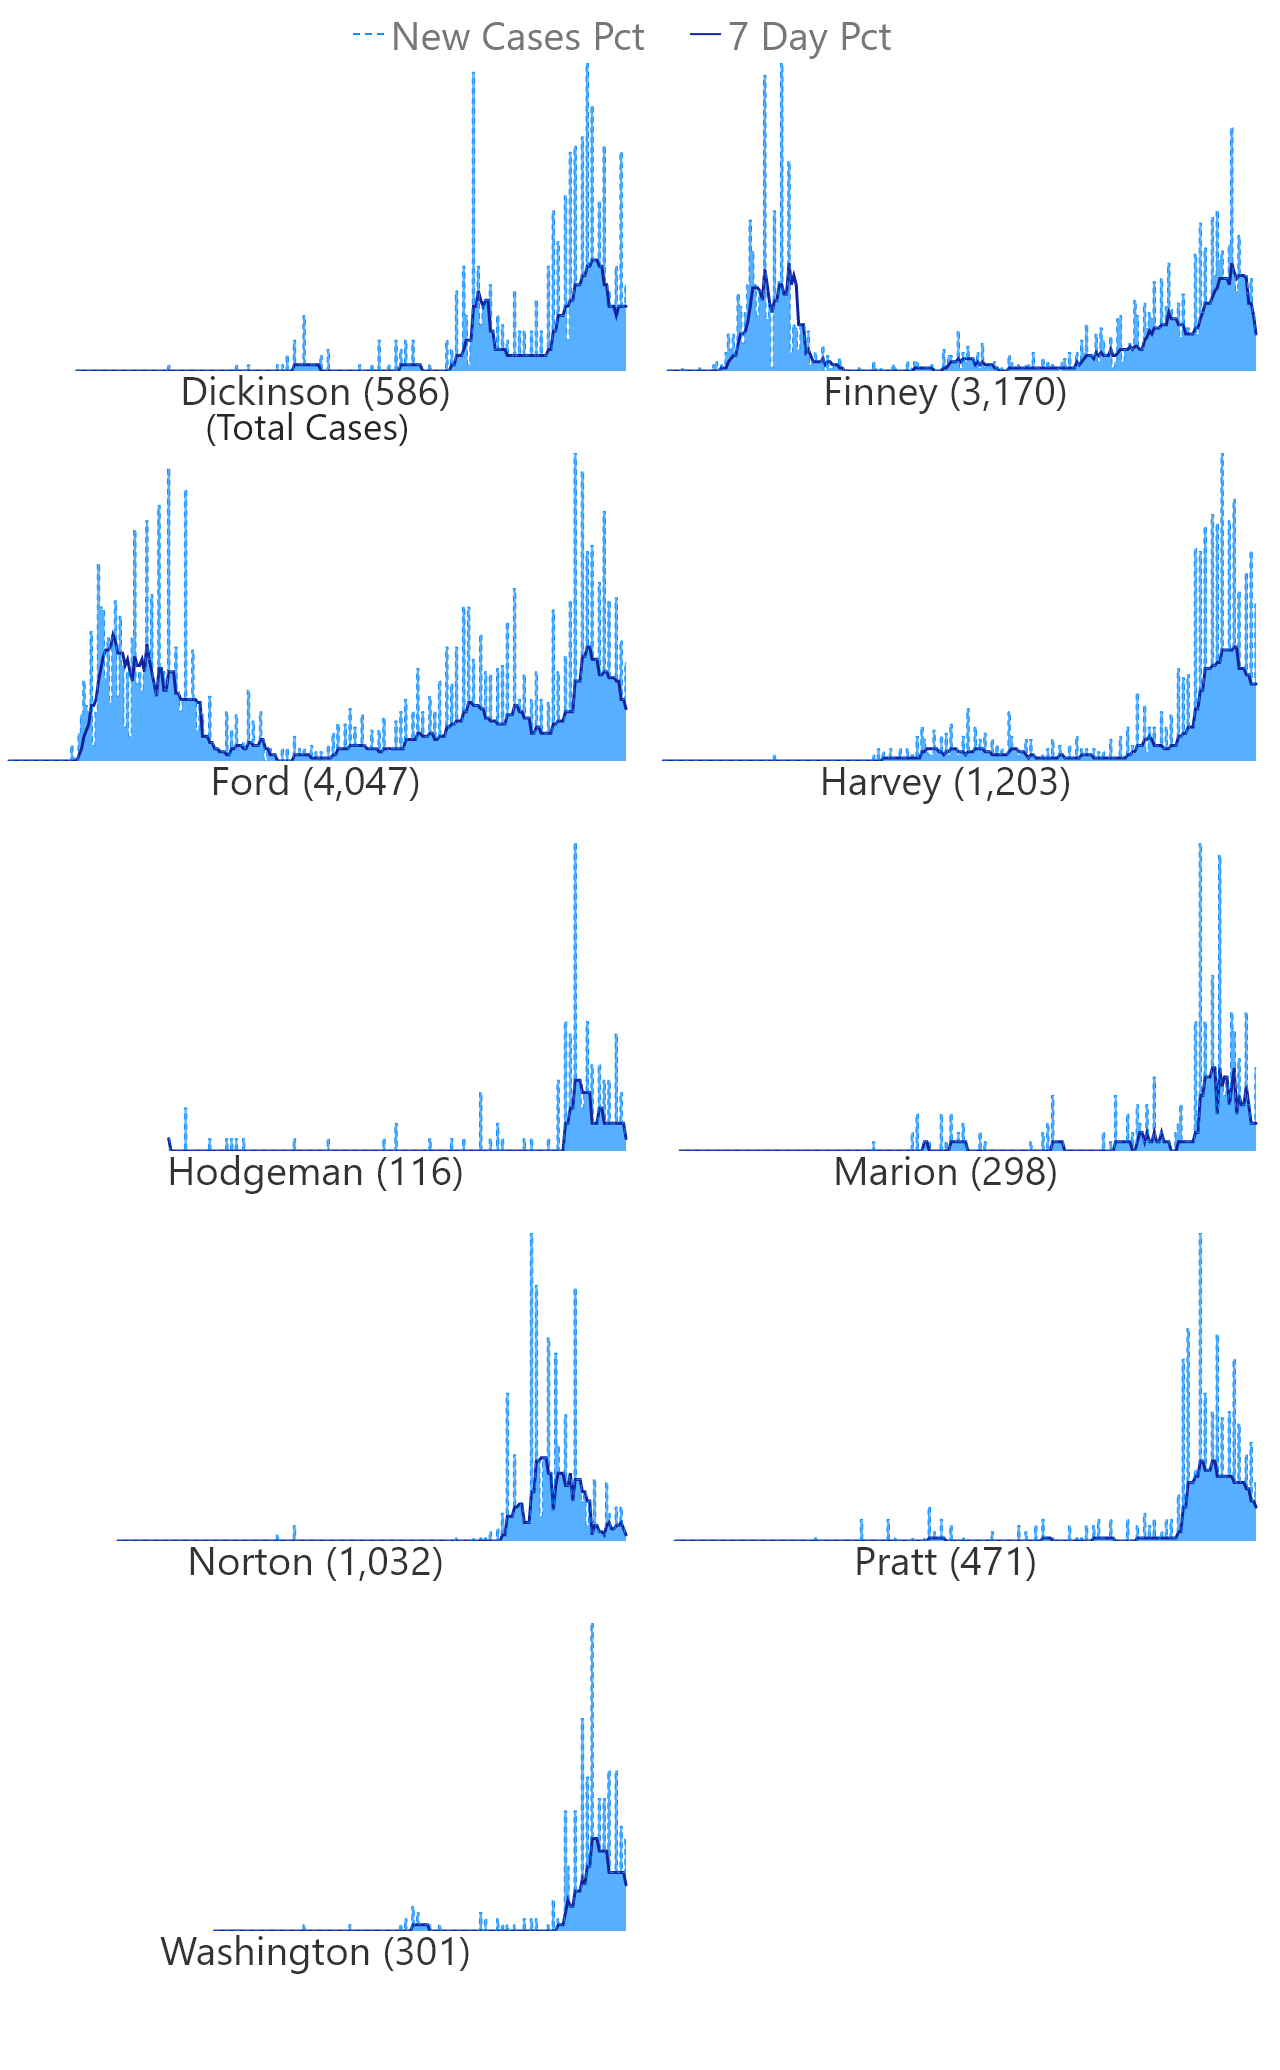 New Cases Pct 7 Day Pct
Dickinson (586) Finney (3,170)
(Total Cases)
Ford (4,047) Harvey (1,203)
Hodgeman (116) Marion (298)
Norton (1,032) Pratt (471)
Washington (301)